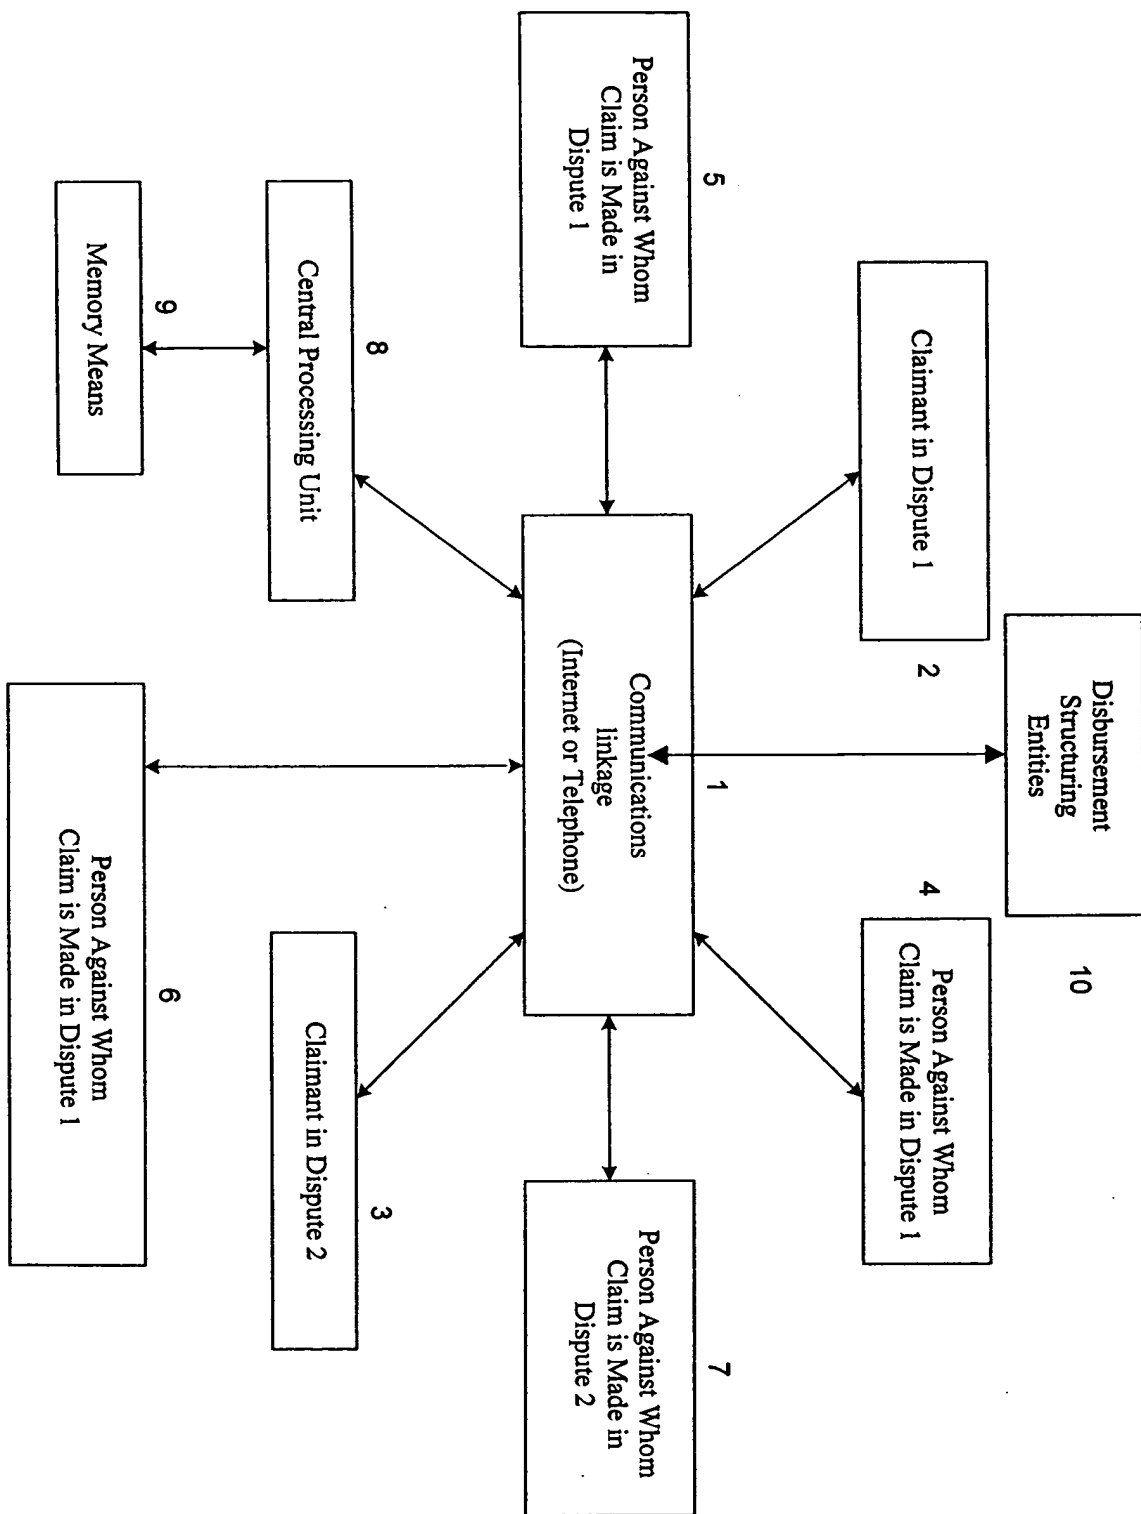 Disbursement
Structuring
Entities
10
Claimant in Dispute 1
2
4
Person Against Whom
Claim is Made in Dispute 1
5
Person Against Whom
Claim is Made in
Dispute 1
1
Communications
linkage
(Internet or Telephone)
7
Person Against Whom
Claim is Made in
Dispute 2
8
Central Processing Unit
3
Claimant in Dispute 2
9
Memory Means
6
Person Against Whom
Claim is Made in Dispute 1